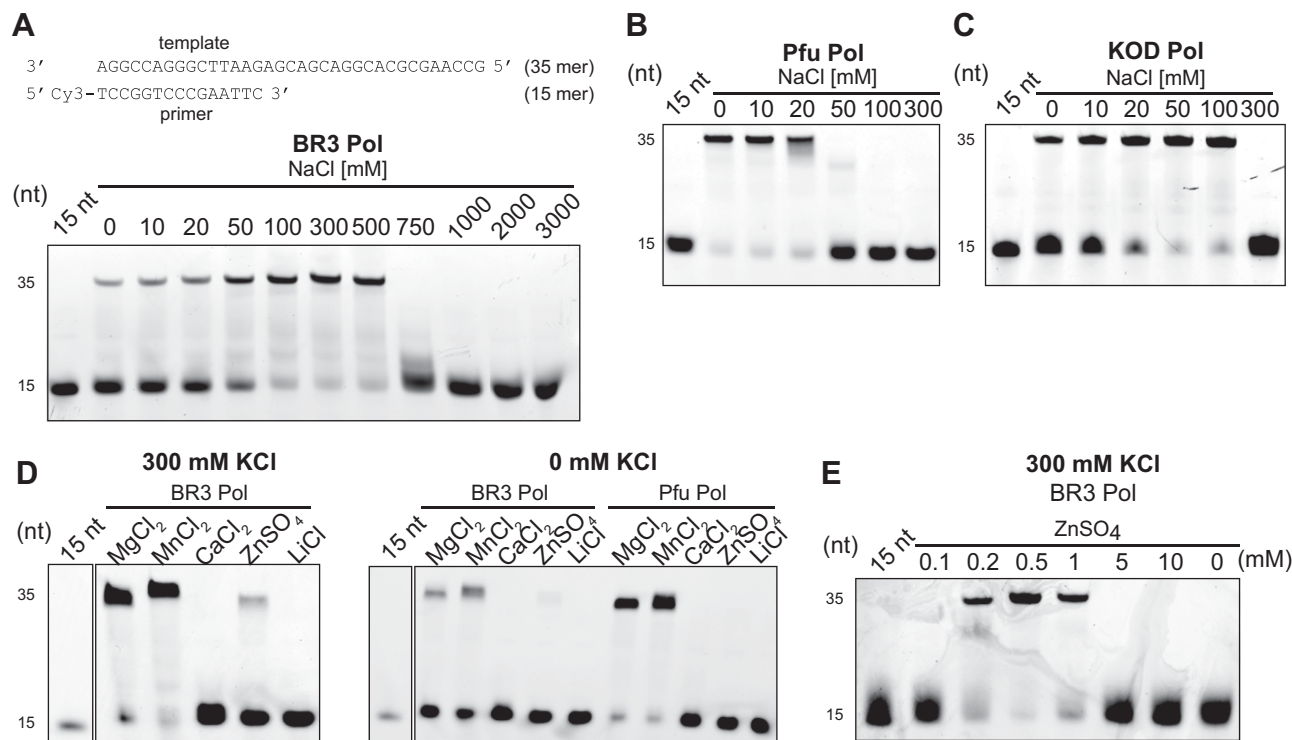 A
template
3′ AGGCCAGGGCTTAAGAGCAGCAGGCACGCGAACCG 5′ (35 mer)
5′ Cy3-TCCGGTCCCGAATTC 3′ (15 mer)
primer
BR3 Pol
NaCl [mM]
(nt) 15 nt 0 10 20 50 100 300 500 750 1000 2000 3000
35
15
B
Pfu Pol
NaCl [mM]
(nt) 15 nt 0 10 20 50 100 300
35
15
C
KOD Pol
NaCl [mM]
(nt) 15 nt 0 10 20 50 100 300
35
15
D
300 mM KCl
BR3 Pol
(nt) 15 nt MgCl2 MnCl2 CaCl2 ZnSO4 LiCl
35
15
0 mM KCl
BR3 Pol Pfu Pol
(nt) 15 nt MgCl2 MnCl2 CaCl2 ZnSO4 LiCl MgCl2 MnCl2 CaCl2 ZnSO4 LiCl
35
15
E
300 mM KCl
BR3 Pol
ZnSO4
(nt) 15 nt 0.1 0.2 0.5 1 5 10 0 (mM)
35
15